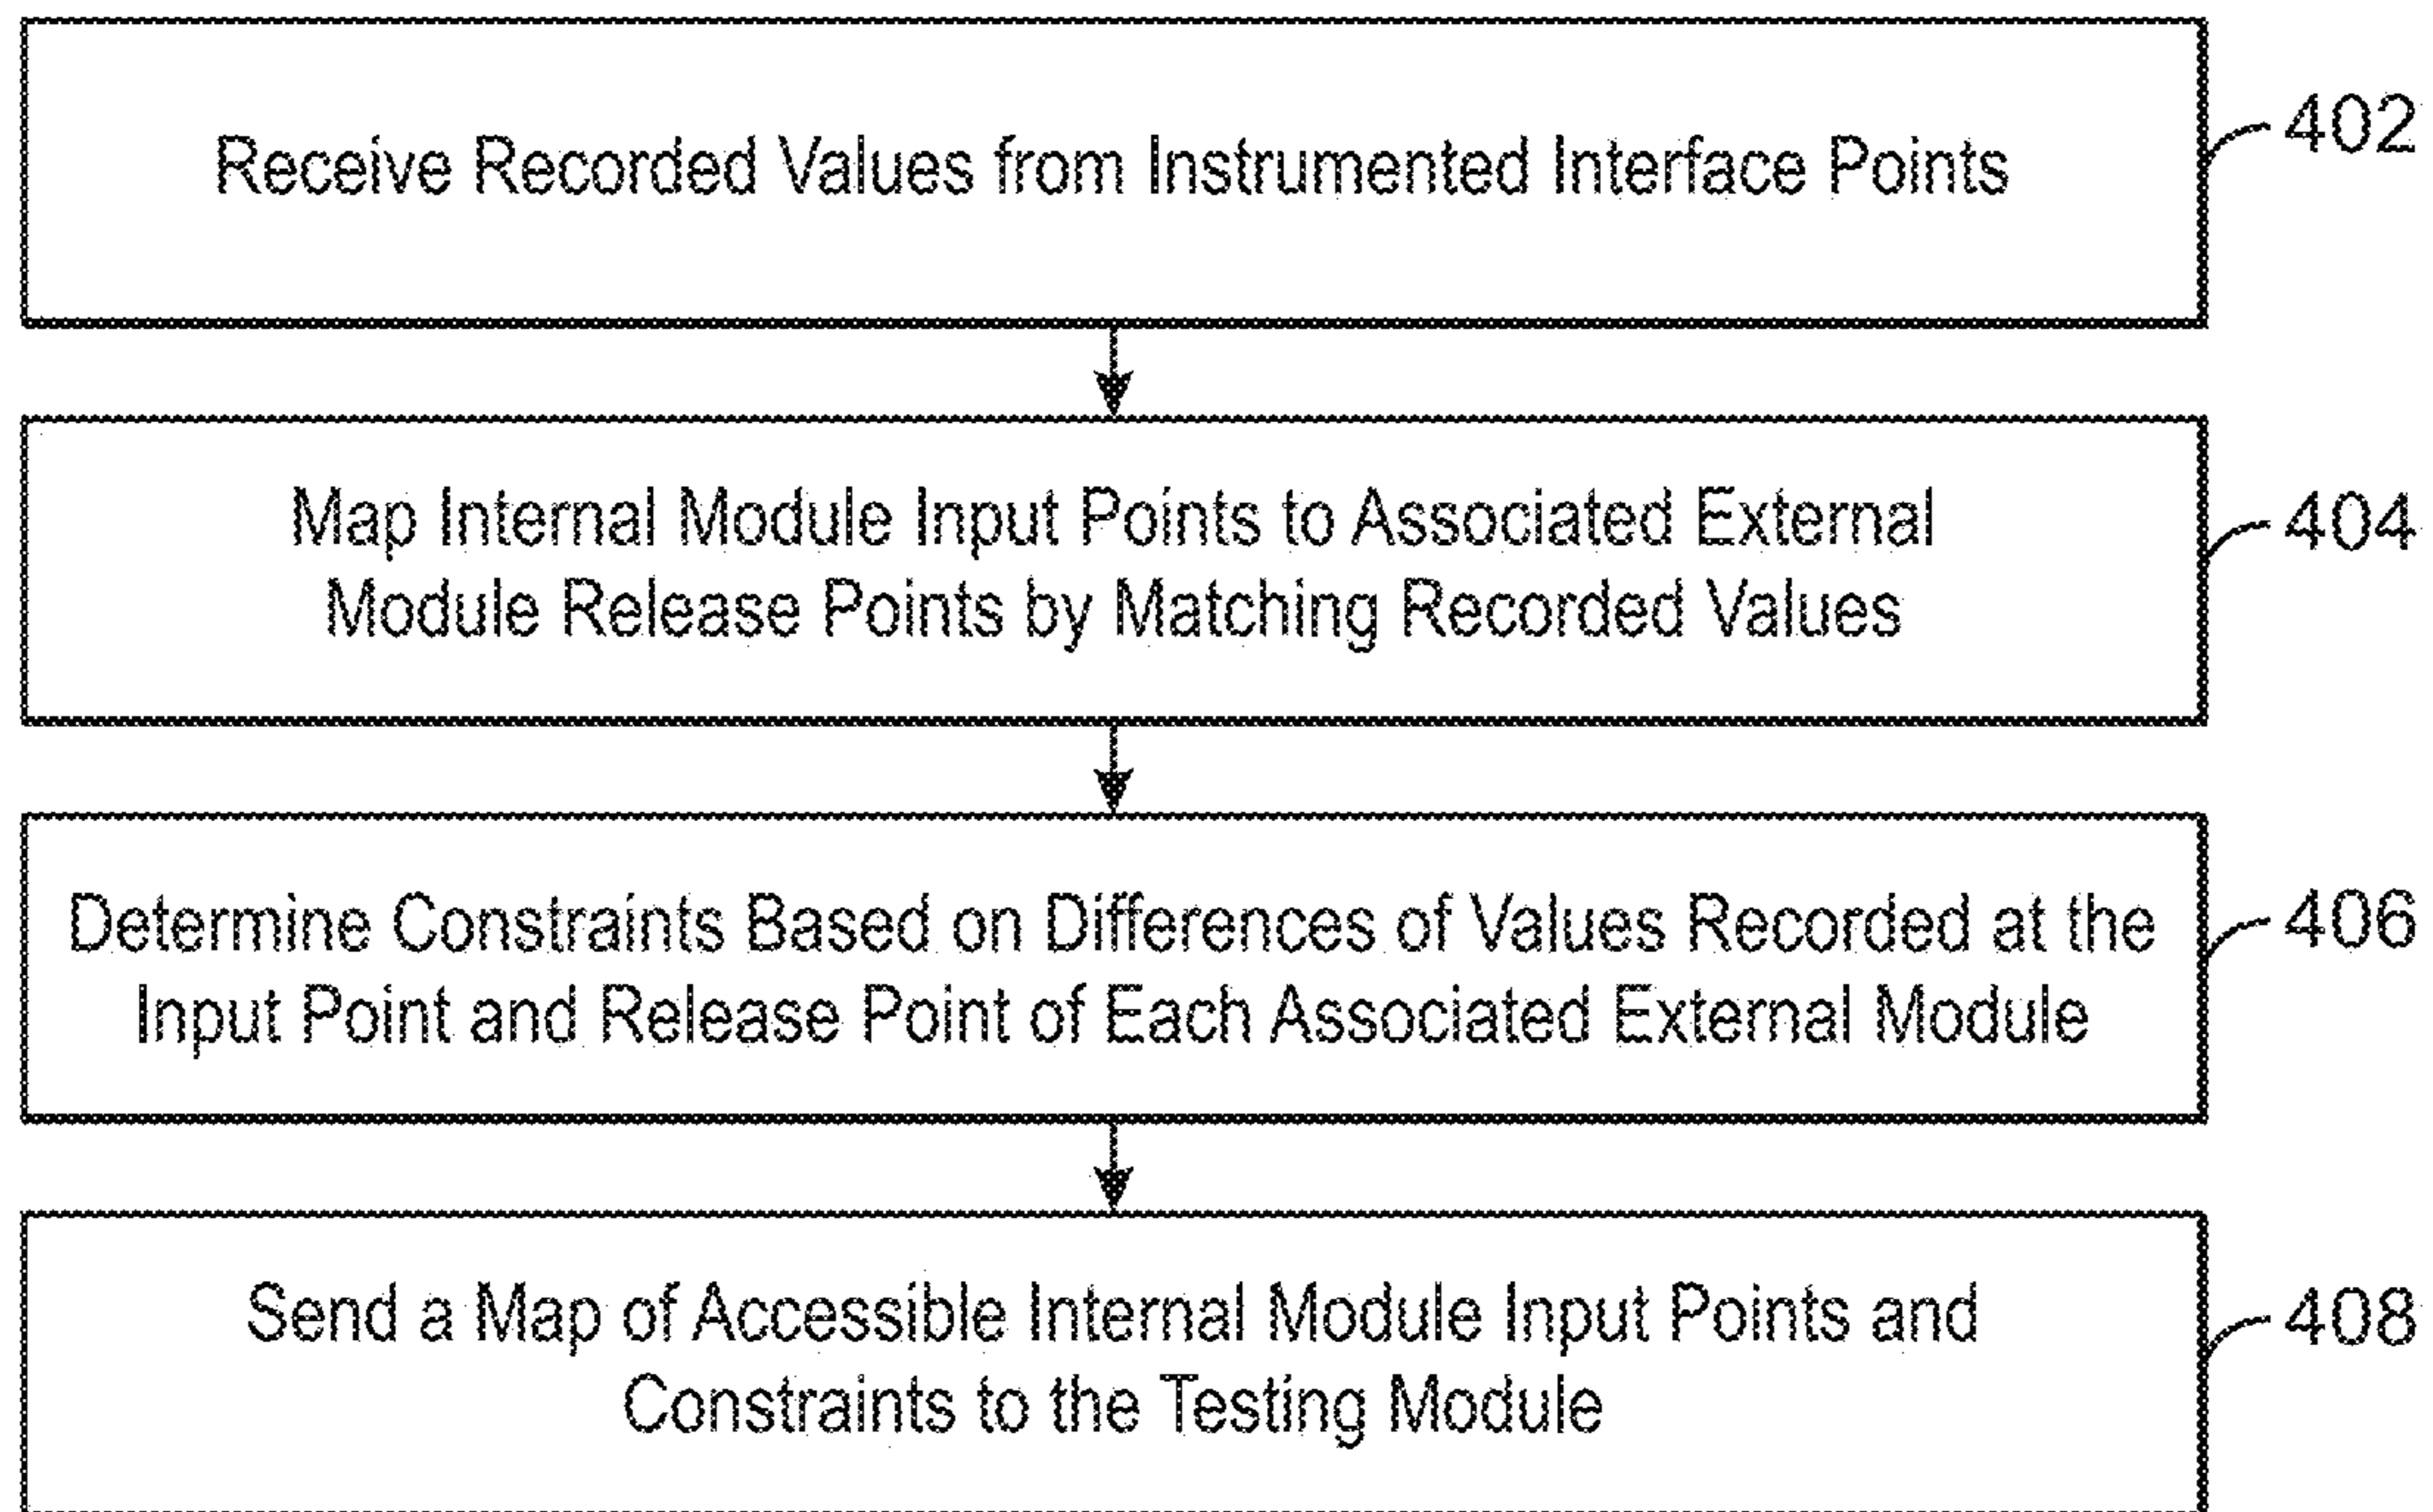 Receive Recorded Values from Instrumented Interface Points
402
Map Internal Module Input Points to Associated External
Module Release Points by Matching Recorded Values
404
Determine Constraints Based on Differences of Values Recorded at the
Input Point and Release Point of Each Associated External Module
406
Send a Map of Accessible Internal Module Input Points and
Constraints to the Testing Module
408